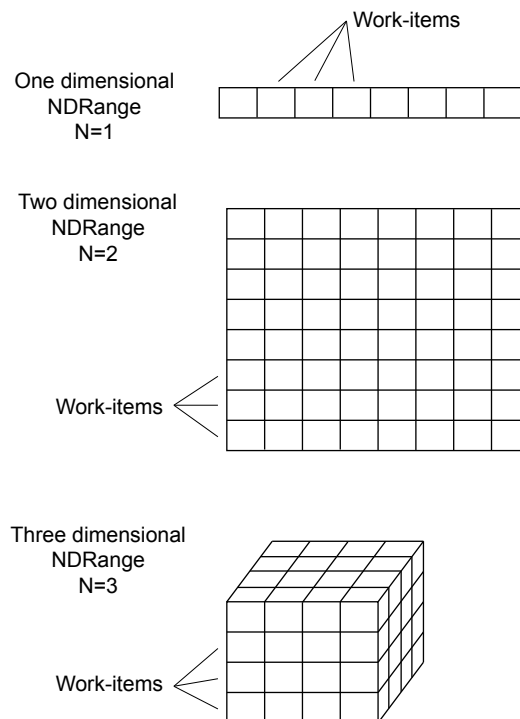 Work-items
One dimensional
NDRange
N=1
Two dimensional
NDRange
N=2
Work-items
Three dimensional
NDRange
N=3
Work-items